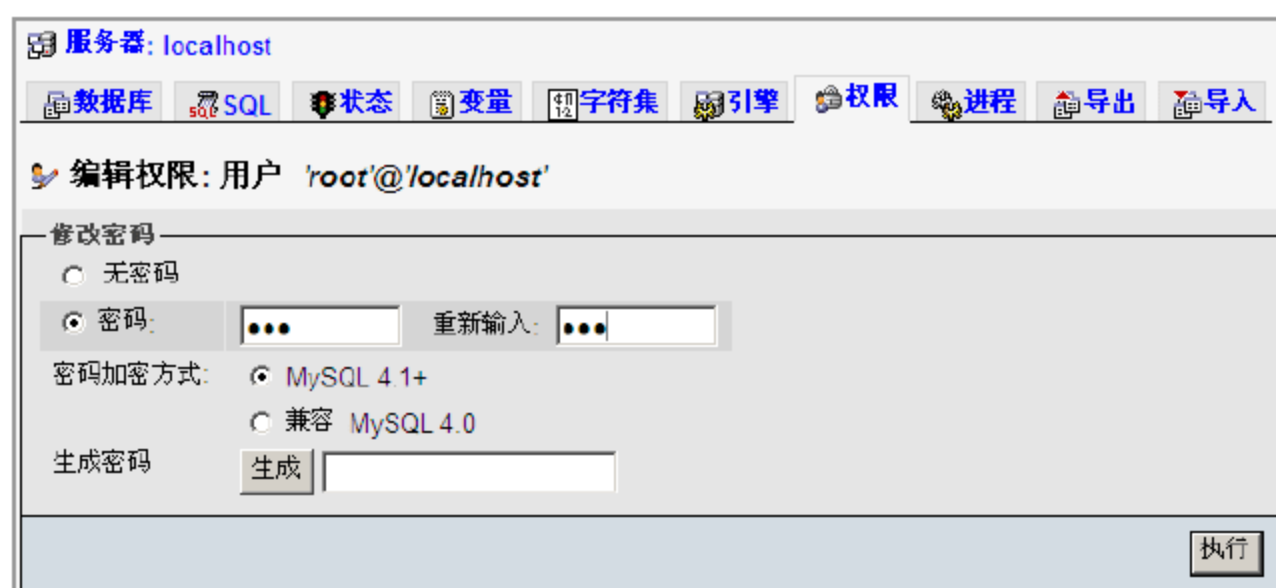 服务器: localhost
数据库 SQL 状态 变量 字符集 引擎 权限 进程 导出 导入
编辑权限: 用户 'root'@'localhost'
修改密码
无密码
密码: ●●● 重新输入: ●●●
密码加密方式: MySQL 4.1+
兼容 MySQL 4.0
生成密码 生成
执行